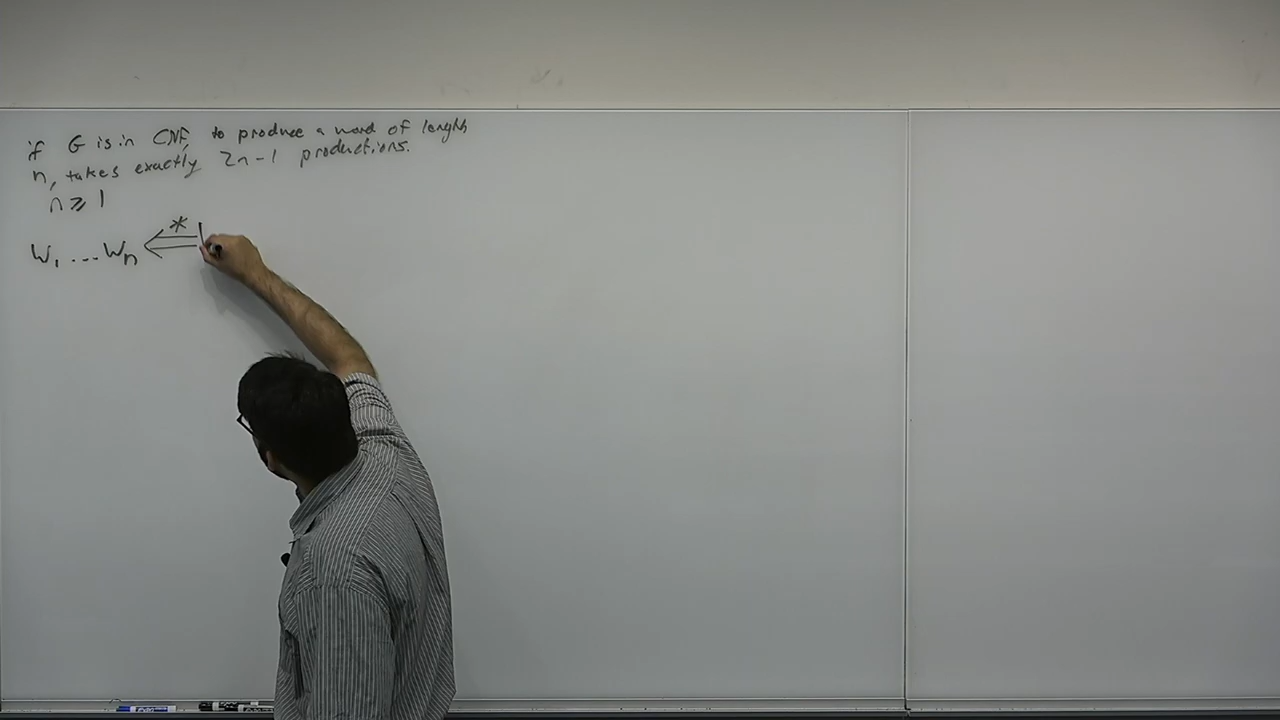 if G is in CNF, to produce a word of length
n, takes exactly 2n-1 productions.
n ≥ 1
W₁ ... Wₙ ⇐*